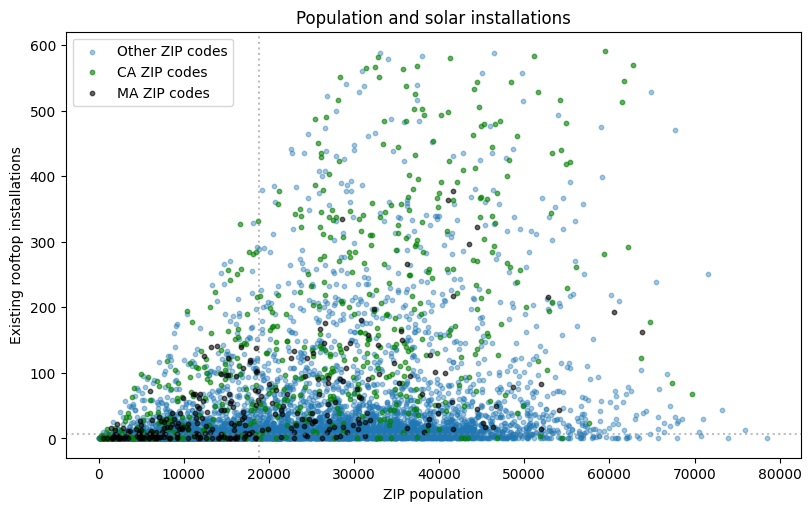 Population and solar installations
Other ZIP codes
CA ZIP codes
MA ZIP codes
Existing rooftop installations
600
500
400
300
200
100
0
0 10000 20000 30000 40000 50000 60000 70000 80000
ZIP population